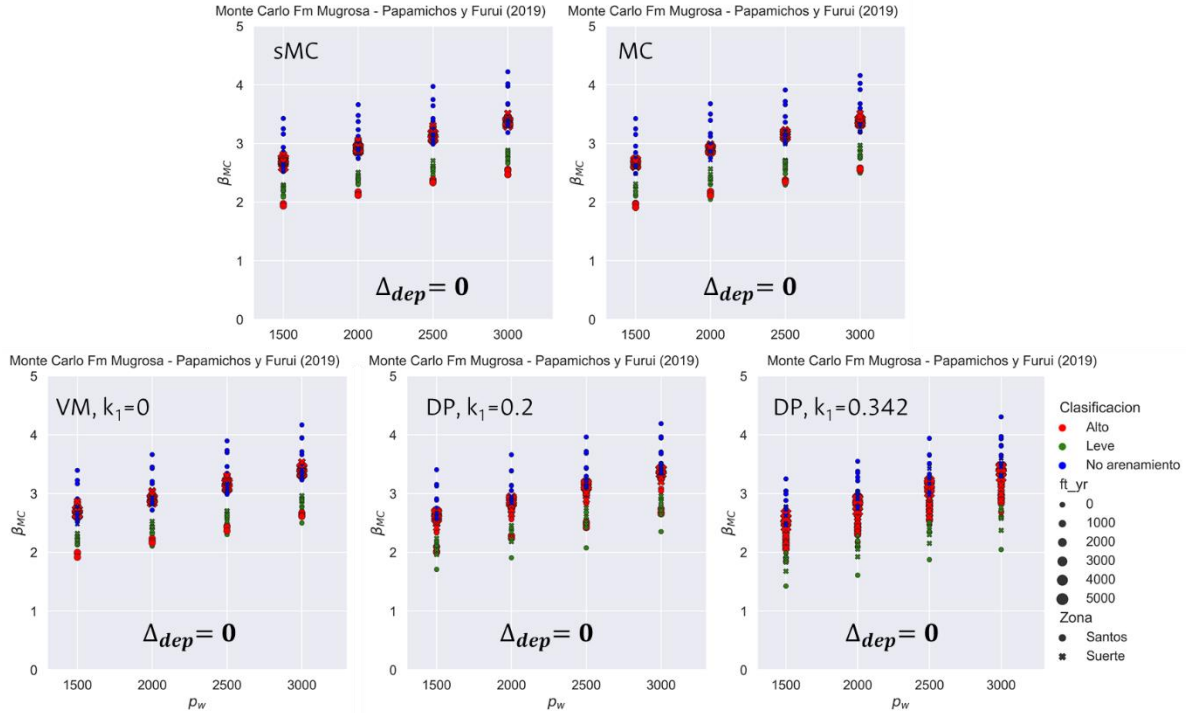 Monte Carlo Fm Mugrosa - Papamichos y Furui (2019)
5
4
3
2
1
0
β_MC
sMC
Δ_dep = 0
1500 2000 2500 3000
Monte Carlo Fm Mugrosa - Papamichos y Furui (2019)
5
4
3
2
1
0
β_MC
MC
Δ_dep = 0
1500 2000 2500 3000
Monte Carlo Fm Mugrosa - Papamichos y Furui (2019)
5
4
3
2
1
0
β_MC
VM, k₁=0
Δ_dep = 0
1500 2000 2500 3000
p_w
Monte Carlo Fm Mugrosa - Papamichos y Furui (2019)
5
4
3
2
1
0
β_MC
DP, k₁=0.2
Δ_dep = 0
1500 2000 2500 3000
p_w
Monte Carlo Fm Mugrosa - Papamichos y Furui (2019)
5
4
3
2
1
0
β_MC
DP, k₁=0.342
Δ_dep = 0
1500 2000 2500 3000
p_w
Clasificacion
Alto
Leve
No arenamiento
ft_yr
0
1000
2000
3000
4000
5000
Zona
Santos
Suerte